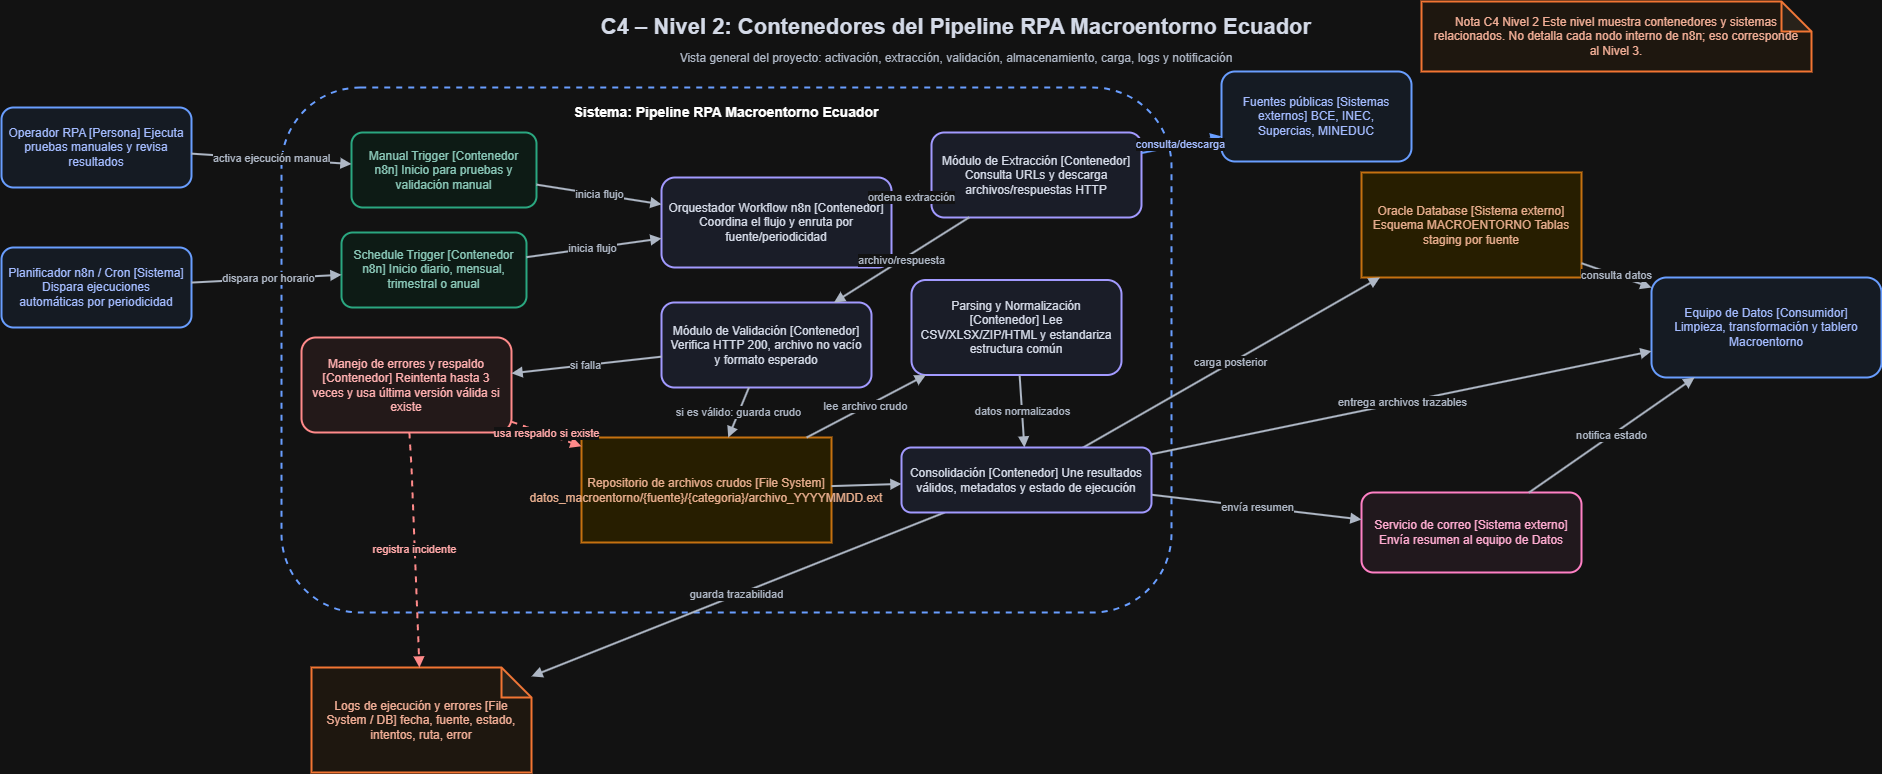 C4 – Nivel 2: Contenedores del Pipeline RPA Macroentorno Ecuador
Vista general del proyecto: activación, extracción, validación, almacenamiento, carga, logs y notificación
Nota C4 Nivel 2 Este nivel muestra contenedores y sistemas
relacionados. No detalla cada nodo interno de n8n; eso corresponde
al Nivel 3.
Sistema: Pipeline RPA Macroentorno Ecuador
Operador RPA [Persona] Ejecuta
pruebas manuales y revisa
resultados
activa ejecución manual
Manual Trigger [Contenedor
n8n] Inicio para pruebas y
validación manual
inicia flujo
Planificador n8n / Cron [Sistema]
Dispara ejecuciones
automáticas por periodicidad
dispara por horario
Schedule Trigger [Contenedor
n8n] Inicio diario, mensual,
trimestral o anual
inicia flujo
Orquestador Workflow n8n [Contenedor]
Coordina el flujo y enruta por
fuente/periodicidad
ordena extracción
Módulo de Extracción [Contenedor]
Consulta URLs y descarga
archivos/respuestas HTTP
consulta/descarga
Fuentes públicas [Sistemas
externos] BCE, INEC,
Supercias, MINEDUC
archivo/respuesta
Módulo de Validación [Contenedor]
Verifica HTTP 200, archivo no vacío
y formato esperado
si falla
Manejo de errores y respaldo
[Contenedor] Reintenta hasta 3
veces y usa última versión válida si
existe
usa respaldo si existe
si es válido: guarda crudo
Repositorio de archivos crudos [File System]
datos_macroentorno/{fuente}/{categoria}/archivo_YYYYMMDD.ext
lee archivo crudo
Parsing y Normalización
[Contenedor] Lee
CSV/XLSX/ZIP/HTML y estandariza
estructura común
datos normalizados
Consolidación [Contenedor] Une resultados
válidos, metadatos y estado de ejecución
carga posterior
Oracle Database [Sistema externo]
Esquema MACROENTORNO Tablas
staging por fuente
consulta datos
Equipo de Datos [Consumidor]
Limpieza, transformación y tablero
Macroentorno
entrega archivos trazables
notifica estado
envía resumen
Servicio de correo [Sistema externo]
Envía resumen al equipo de Datos
registra incidente
guarda trazabilidad
Logs de ejecución y errores [File
System / DB] fecha, fuente, estado,
intentos, ruta, error